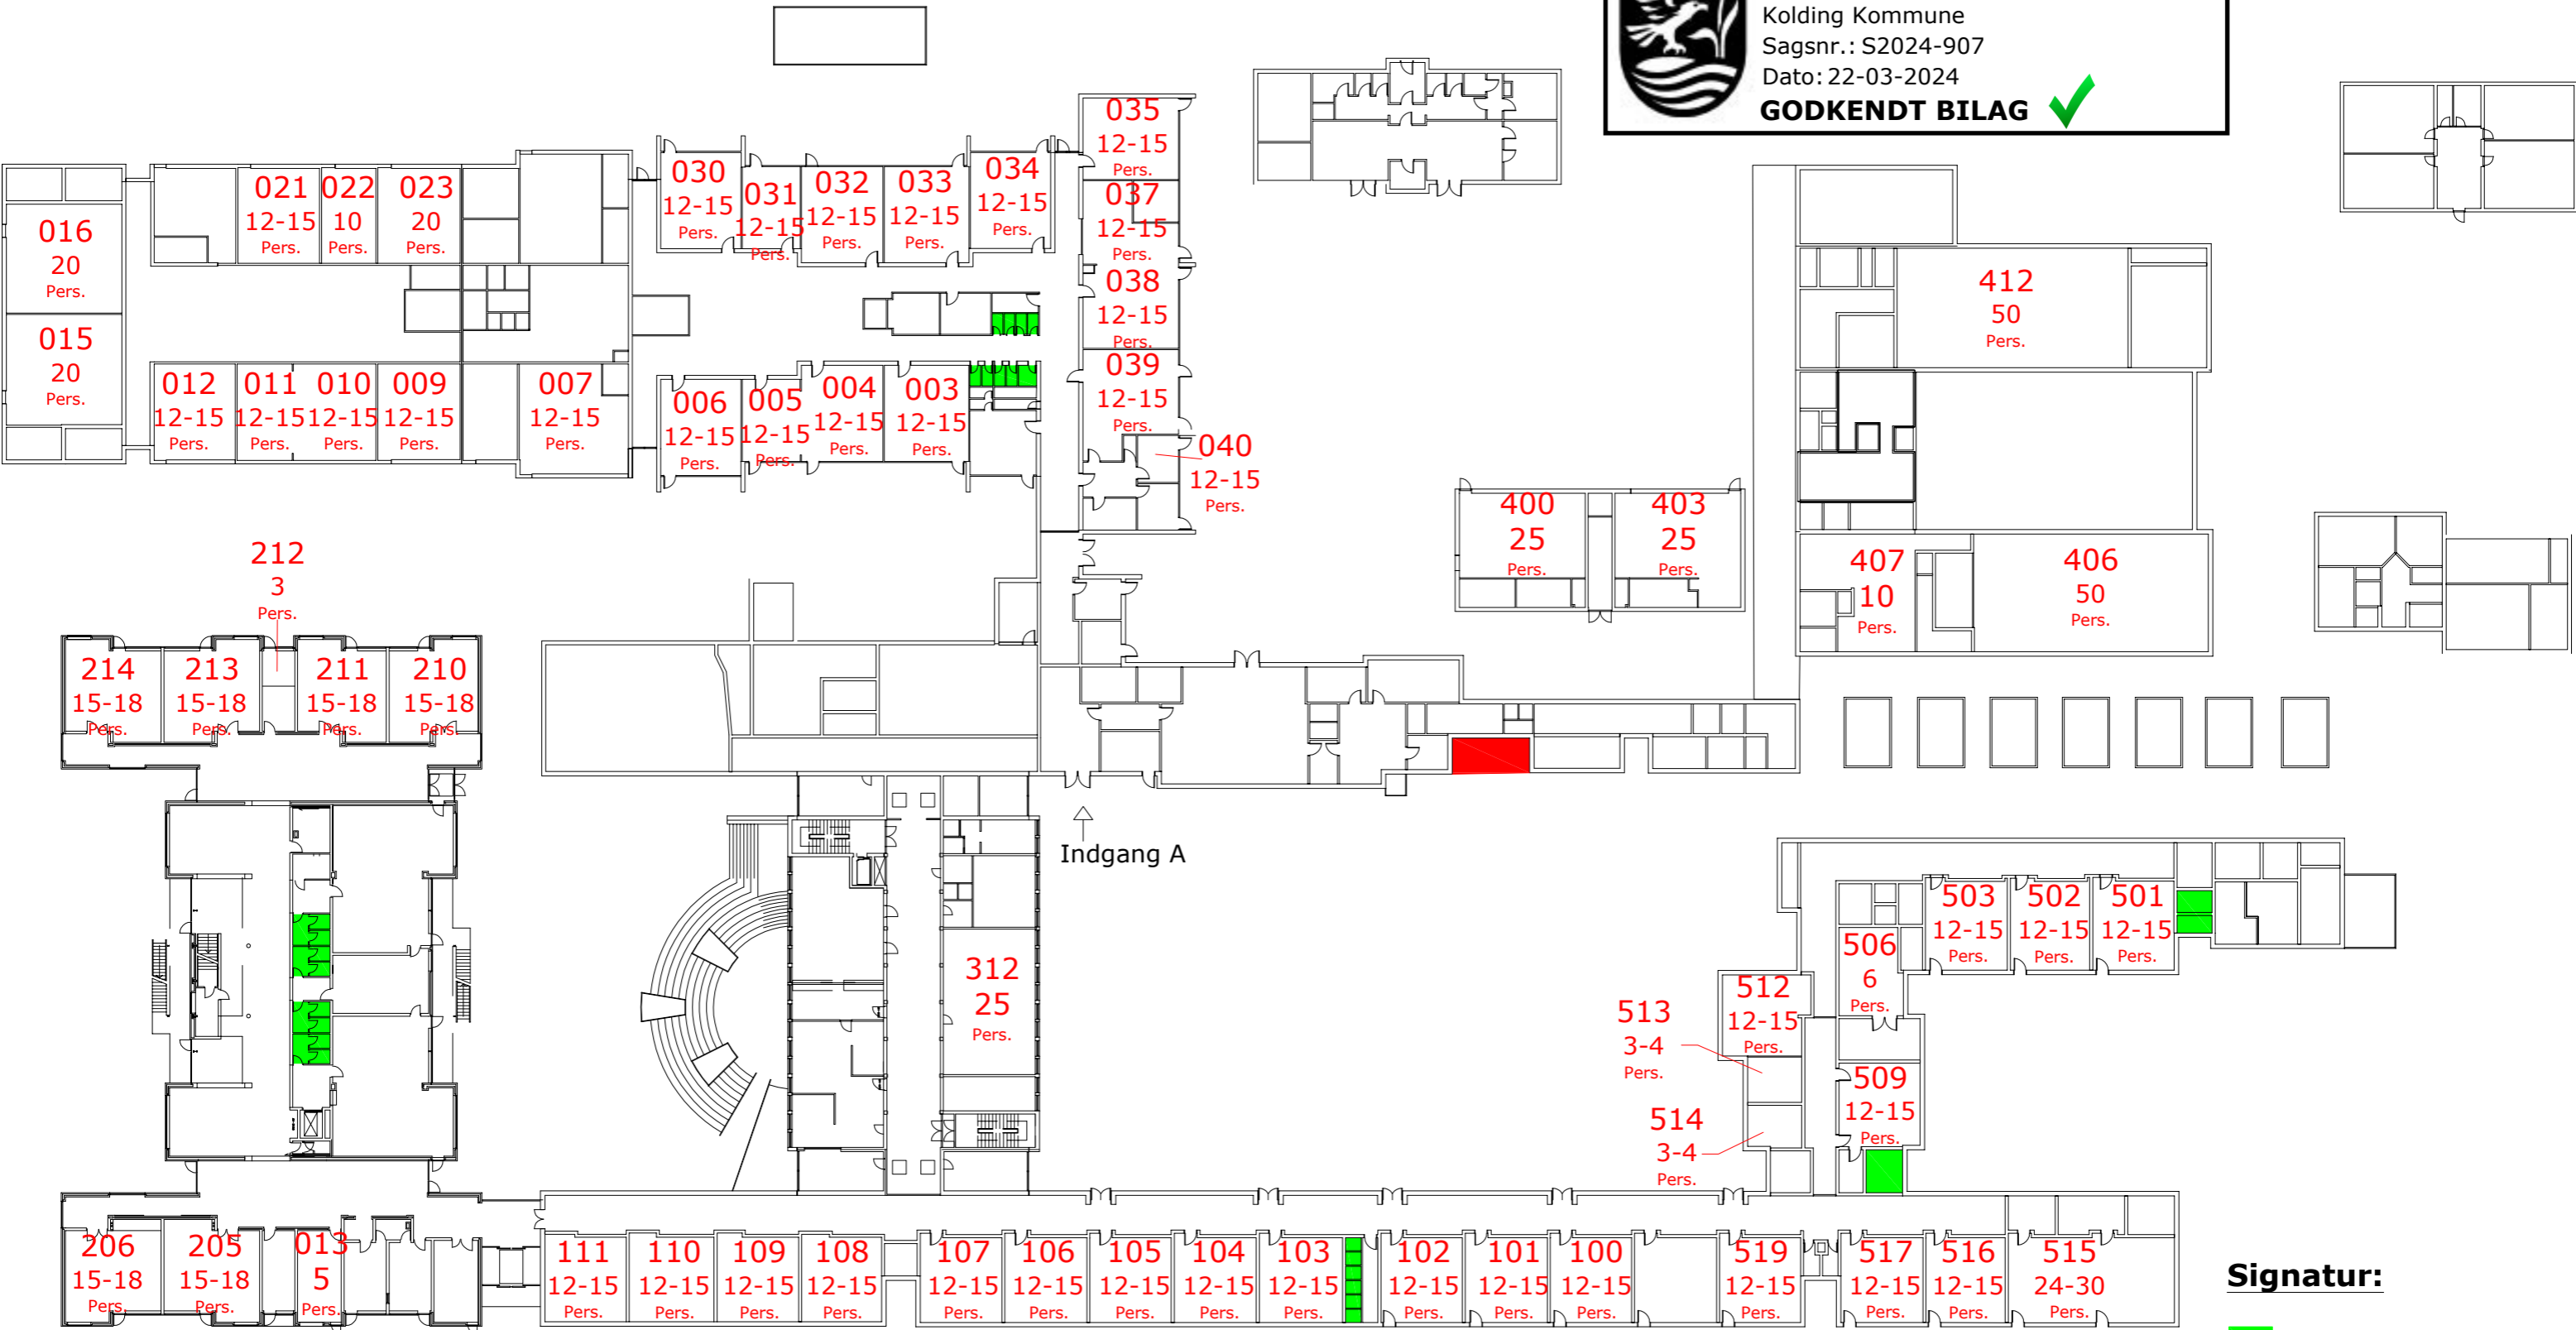 Kolding Kommune
Sagsnr.: S2024-907
Dato: 22-03-2024
GODKENDT BILAG
035
12-15
Pers.
030
12-15
Pers.
031
12-15
Pers.
032
12-15
Pers.
033
12-15
Pers.
034
12-15
Pers.
037
12-15
Pers.
021
12-15
Pers.
022
10
Pers.
023
20
Pers.
016
20
Pers.
038
12-15
Pers.
412
50
Pers.
015
20
Pers.
039
12-15
Pers.
012
12-15
Pers.
011
12-15
Pers.
010
12-15
Pers.
009
12-15
Pers.
007
12-15
Pers.
006
12-15
Pers.
005
12-15
Pers.
004
12-15
Pers.
003
12-15
Pers.
040
12-15
Pers.
400
25
Pers.
403
25
Pers.
407
10
Pers.
406
50
Pers.
212
3
Pers.
214
15-18
Pers.
213
15-18
Pers.
211
15-18
Pers.
210
15-18
Pers.
Indgang A
503
12-15
Pers.
502
12-15
Pers.
501
12-15
Pers.
506
6
Pers.
312
25
Pers.
512
12-15
Pers.
513
3-4
Pers.
509
12-15
Pers.
514
3-4
Pers.
206
15-18
Pers.
205
15-18
Pers.
013
5
Pers.
111
12-15
Pers.
110
12-15
Pers.
109
12-15
Pers.
108
12-15
Pers.
107
12-15
Pers.
106
12-15
Pers.
105
12-15
Pers.
104
12-15
Pers.
103
12-15
Pers.
102
12-15
Pers.
101
12-15
Pers.
100
12-15
Pers.
519
12-15
Pers.
517
12-15
Pers.
516
12-15
Pers.
515
24-30
Pers.
Signatur: